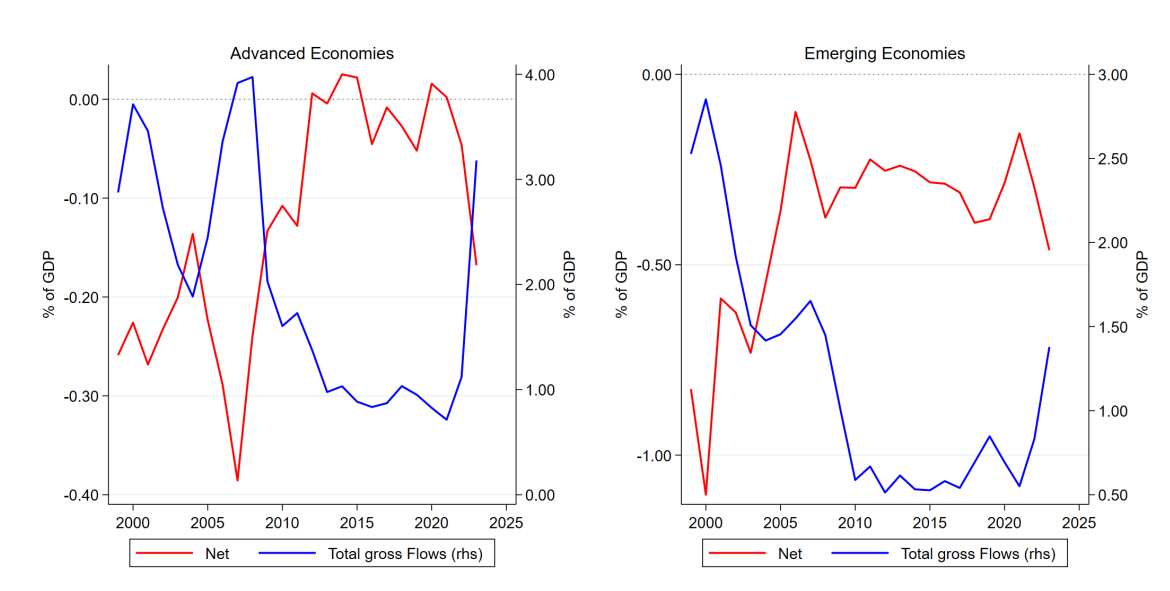 Advanced Economies
4.00
0.00
3.00
-0.10
% of GDP
2.00
% of GDP
-0.20
1.00
-0.30
-0.40
0.00
2000 2005 2010 2015 2020 2025
Net Total gross Flows (rhs)
Emerging Economies
0.00
3.00
2.50
% of GDP
2.00
% of GDP
-0.50
1.50
1.00
-1.00
0.50
2000 2005 2010 2015 2020 2025
Net Total gross Flows (rhs)